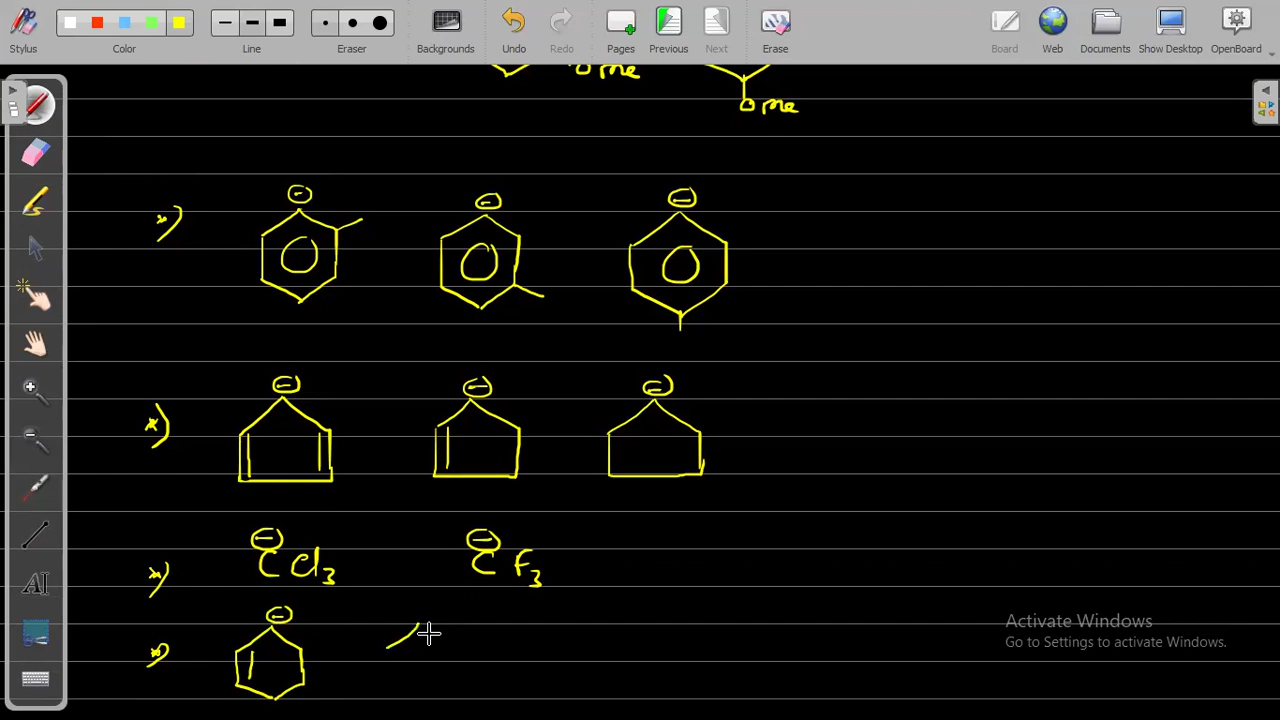 Stylus
Color
Line
Eraser
Backgrounds
Undo
Redo
Pages
Previous
Next
Erase
Board
Web
Documents
Show Desktop
OpenBoard
OMe
OMe
*)
⊖ ⊖ ⊖
*)
⊖ ⊖ ⊖
*) ⊖CCl3 ⊖CF3
*) ⊖
AI
Activate Windows
Go to Settings to activate Windows.